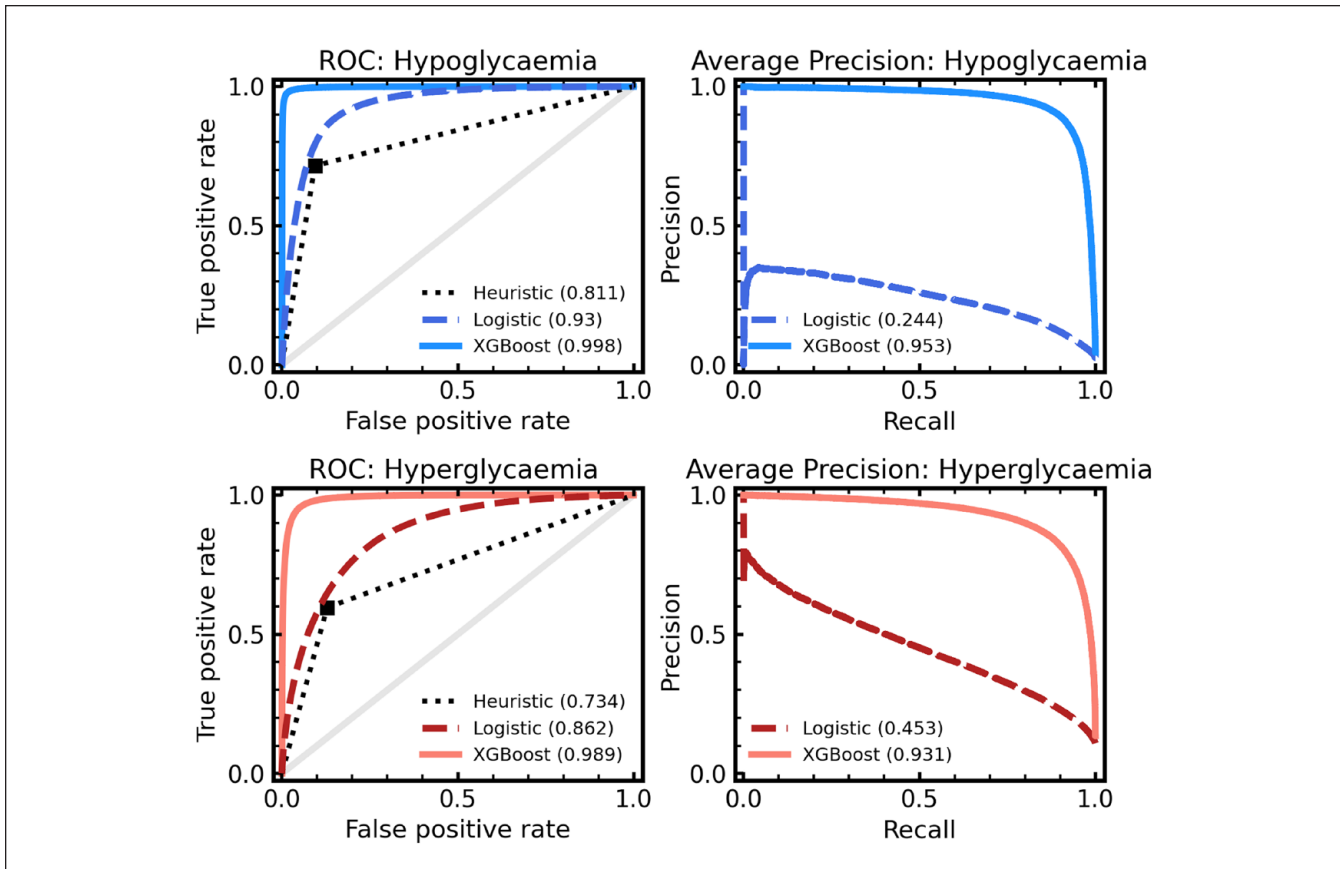 ROC: Hypoglycaemia
True positive rate
1.0
0.5
0.0
Heuristic (0.811)
Logistic (0.93)
XGBoost (0.998)
0.0 0.5 1.0
False positive rate
Average Precision: Hypoglycaemia
Precision
1.0
0.5
0.0
Logistic (0.244)
XGBoost (0.953)
0.0 0.5 1.0
Recall
ROC: Hyperglycaemia
True positive rate
1.0
0.5
0.0
Heuristic (0.734)
Logistic (0.862)
XGBoost (0.989)
0.0 0.5 1.0
False positive rate
Average Precision: Hyperglycaemia
Precision
1.0
0.5
0.0
Logistic (0.453)
XGBoost (0.931)
0.0 0.5 1.0
Recall